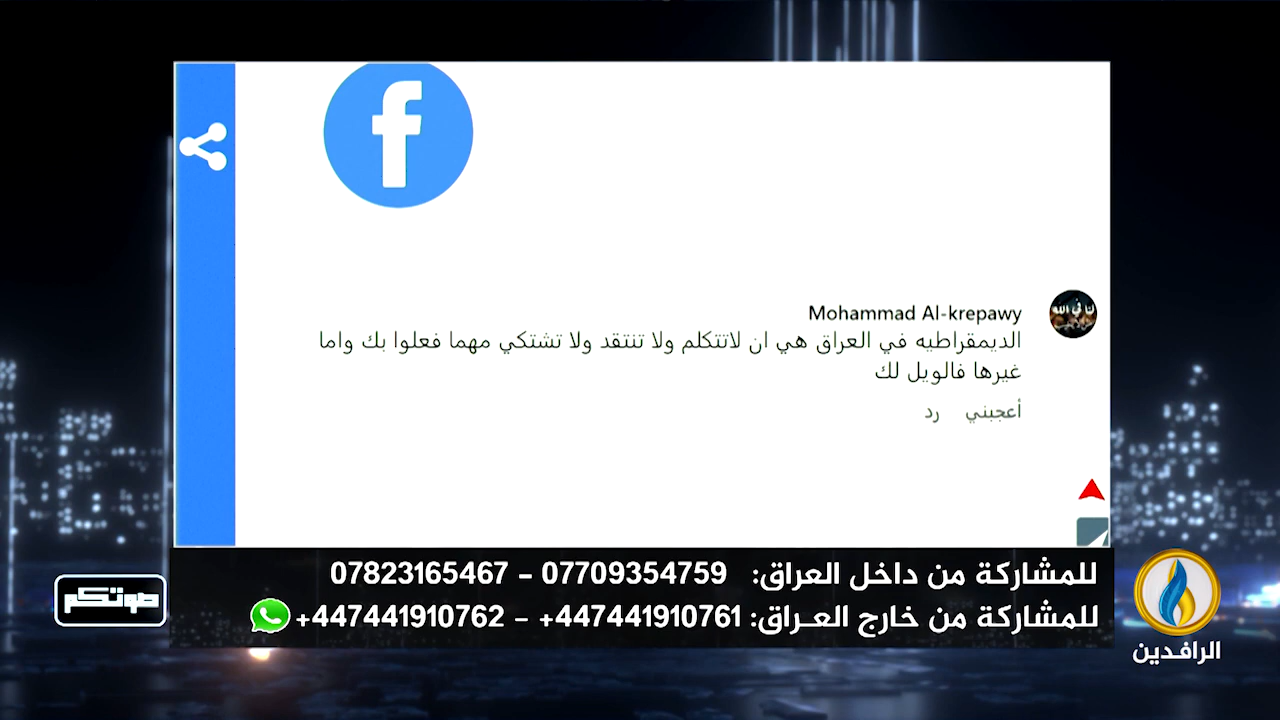 Mohammad Al-krepawy
الديمقراطيه في العراق هي ان لاتتكلم ولا تنتقد ولا تشتكي مهما فعلوا بك واما
غيرها فالويل لك
أعجبني رد
للمشاركة من داخل العراق: 07709354759 - 07823165467
للمشاركة من خارج العـراق: 447441910761+ - 447441910762+
صوتكم
الرافدين